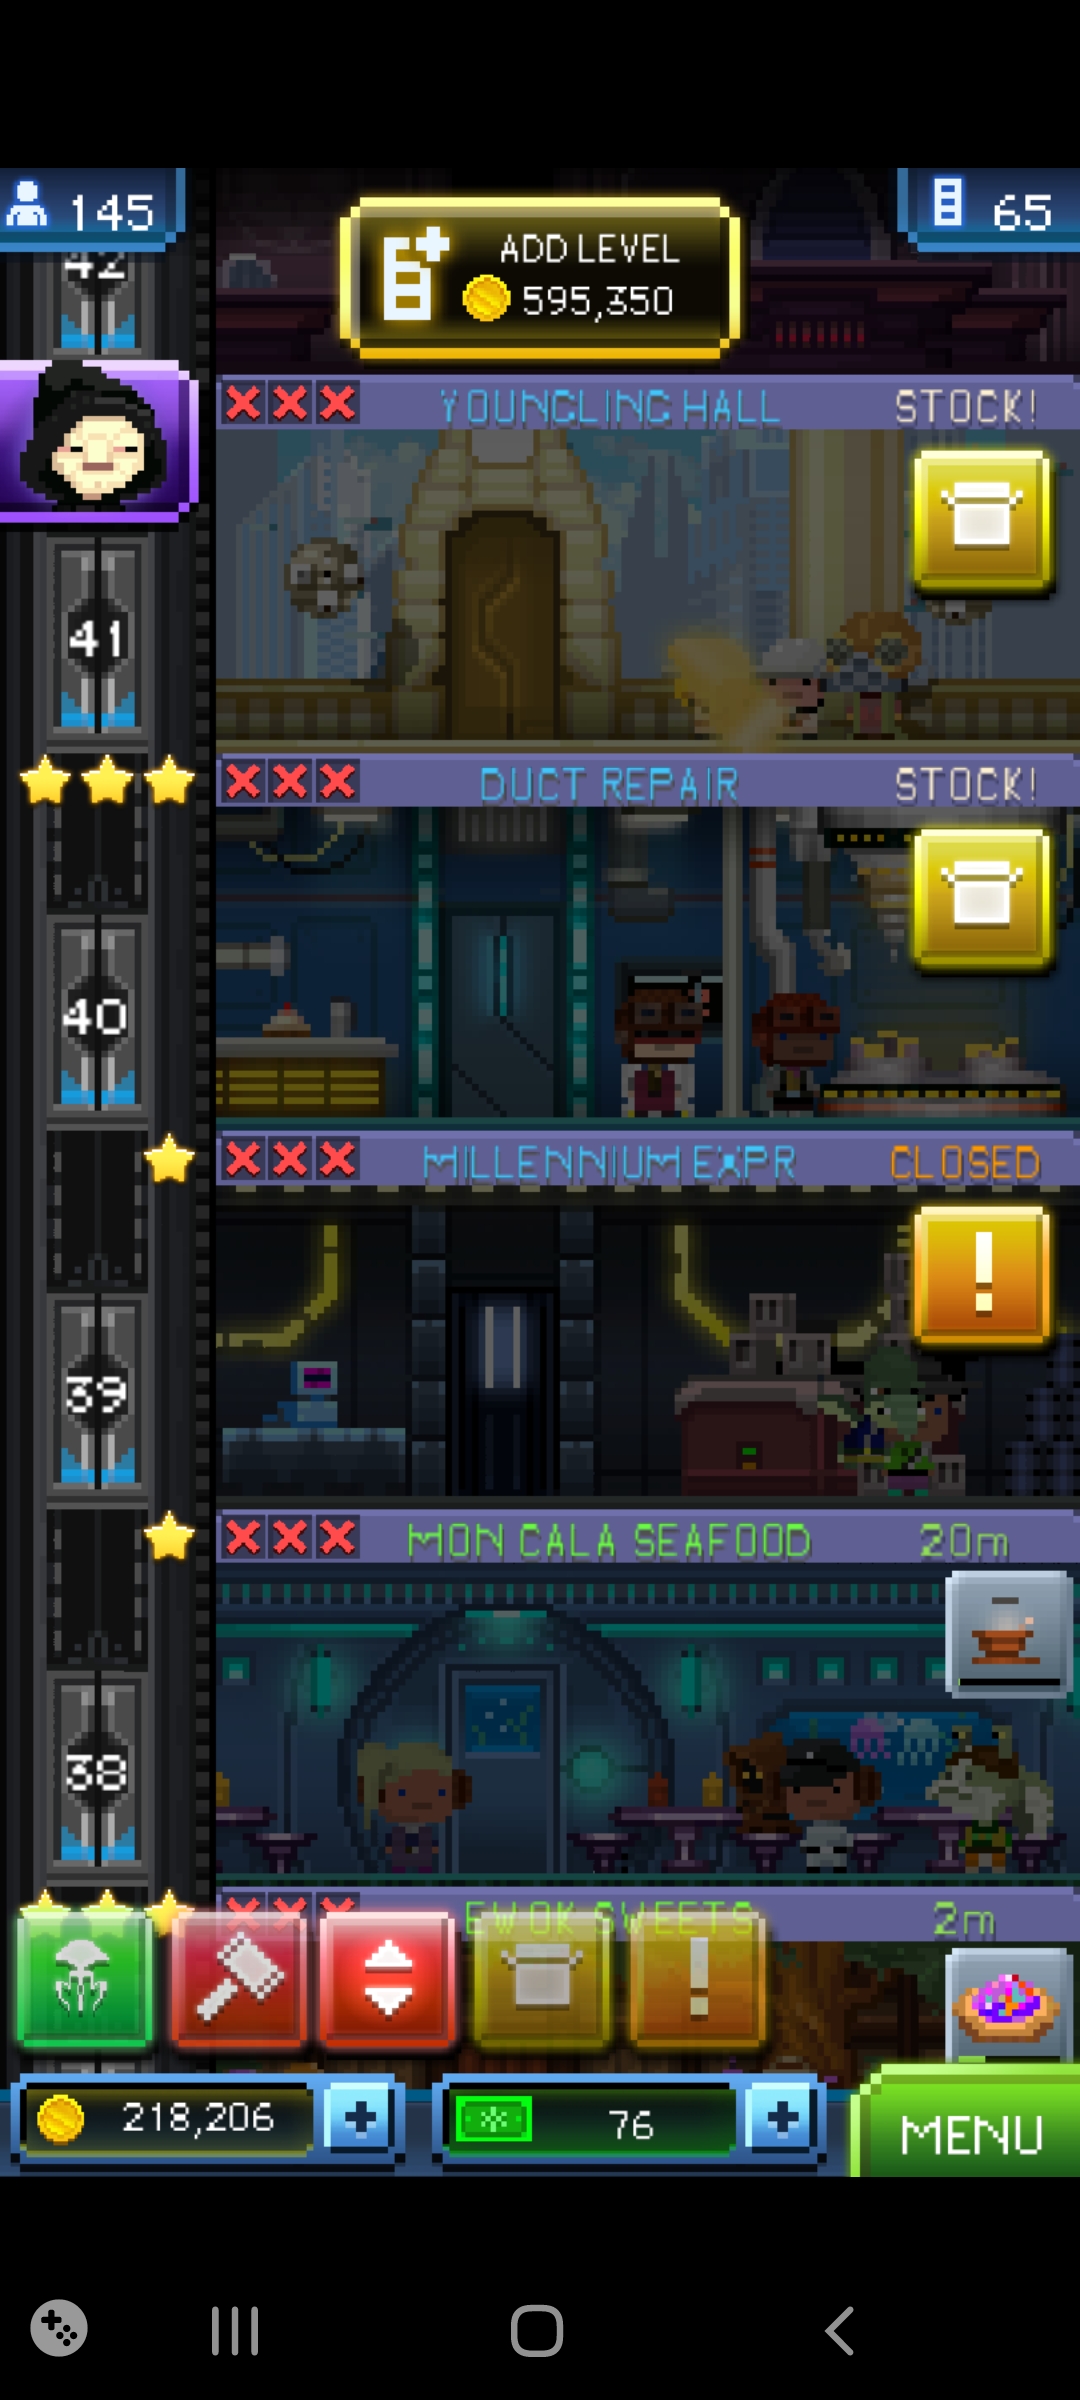 145
ADD LEVEL
595,350
65
42
YOUNGLING HALL
STOCK!
41
DUCT REPAIR
STOCK!
40
MILLENNIUM EXPR
CLOSED
39
MON CALA SEAFOOD
20m
38
EWOK SWEETS
2m
218,206
76
MENU